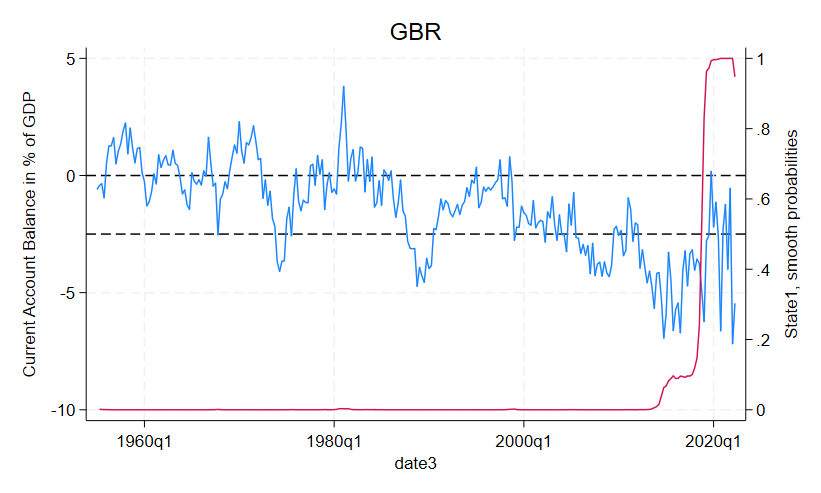 GBR
Current Account Balance in % of GDP
5
0
-5
-10
State1, smooth probabilities
1
.8
.6
.4
.2
0
1960q1
1980q1
2000q1
2020q1
date3